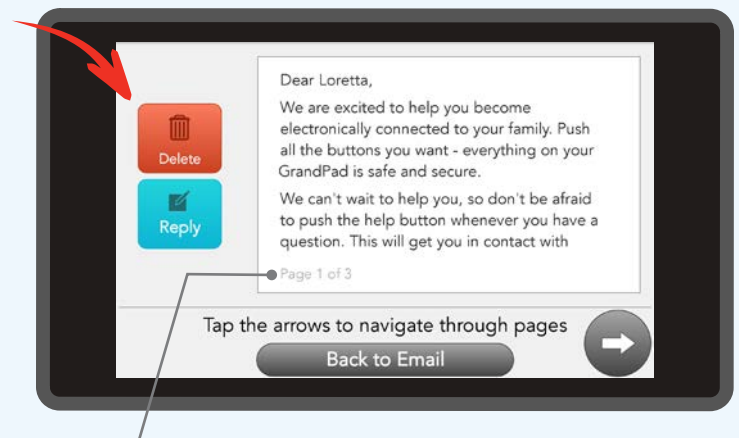 Dear Loretta,
We are excited to help you become
electronically connected to your family. Push
all the buttons you want - everything on your
GrandPad is safe and secure.
We can't wait to help you, so don't be afraid
to push the help button whenever you have a
question. This will get you in contact with
Page 1 of 3
Delete
Reply
Tap the arrows to navigate through pages
Back to Email